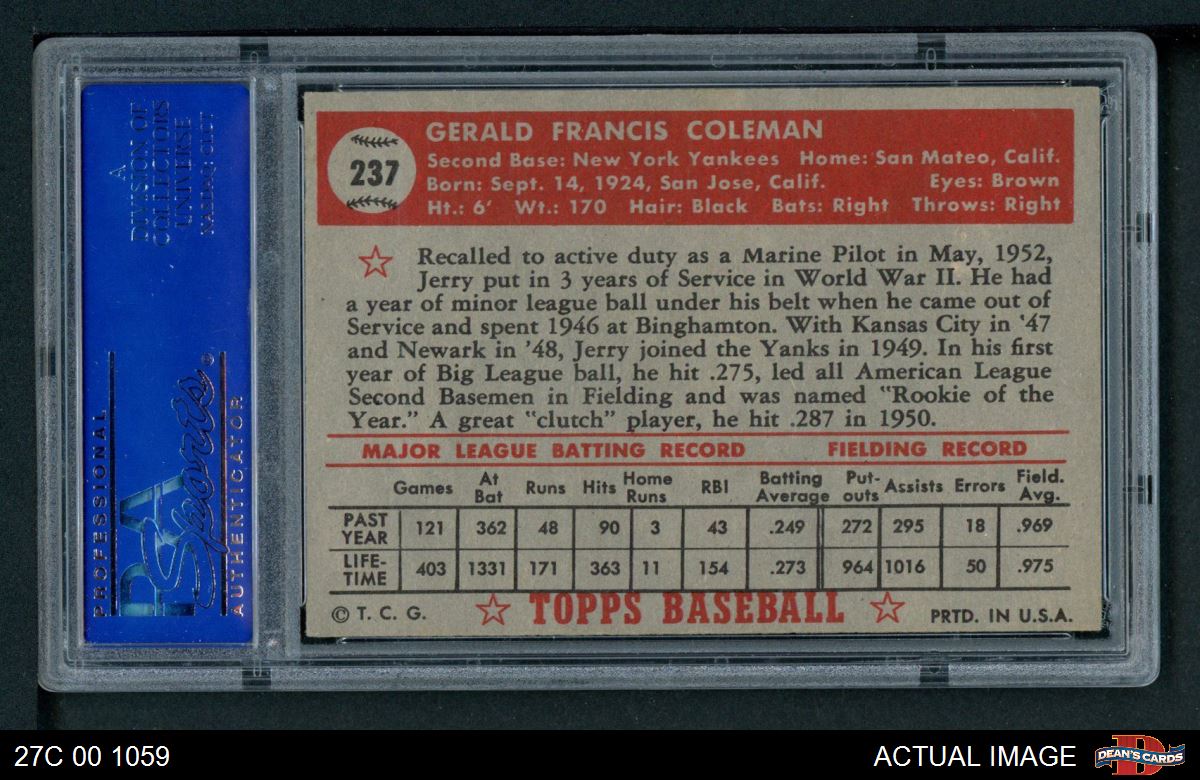 A
DIVISION OF
COLLECTORS
UNIVERSE
NASDAQ: CLCT
PROFESSIONAL
PSA
Sports®
AUTHENTICATOR
237
GERALD FRANCIS COLEMAN
Second Base: New York Yankees Home: San Mateo, Calif.
Born: Sept. 14, 1924, San Jose, Calif. Eyes: Brown
Ht.: 6' Wt.: 170 Hair: Black Bats: Right Throws: Right
Recalled to active duty as a Marine Pilot in May, 1952,
Jerry put in 3 years of Service in World War II. He had
a year of minor league ball under his belt when he came out of
Service and spent 1946 at Binghamton. With Kansas City in '47
and Newark in '48, Jerry joined the Yanks in 1949. In his first
year of Big League ball, he hit .275, led all American League
Second Basemen in Fielding and was named "Rookie of the
Year." A great "clutch" player, he hit .287 in 1950.
MAJOR LEAGUE BATTING RECORD FIELDING RECORD
Games At Bat Runs Hits Home Runs RBI Batting Average Put-outs Assists Errors Field. Avg.
PAST YEAR 121 362 48 90 3 43 .249 272 295 18 .969
LIFE-TIME 403 1331 171 363 11 154 .273 964 1016 50 .975
© T. C. G. TOPPS BASEBALL PRTD. IN U.S.A.
27C 00 1059
ACTUAL IMAGE
DEAN'S CARDS